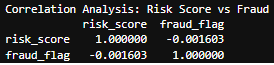 Correlation Analysis: Risk Score vs Fraud
            risk_score  fraud_flag
risk_score    1.000000   -0.001603
fraud_flag   -0.001603    1.000000